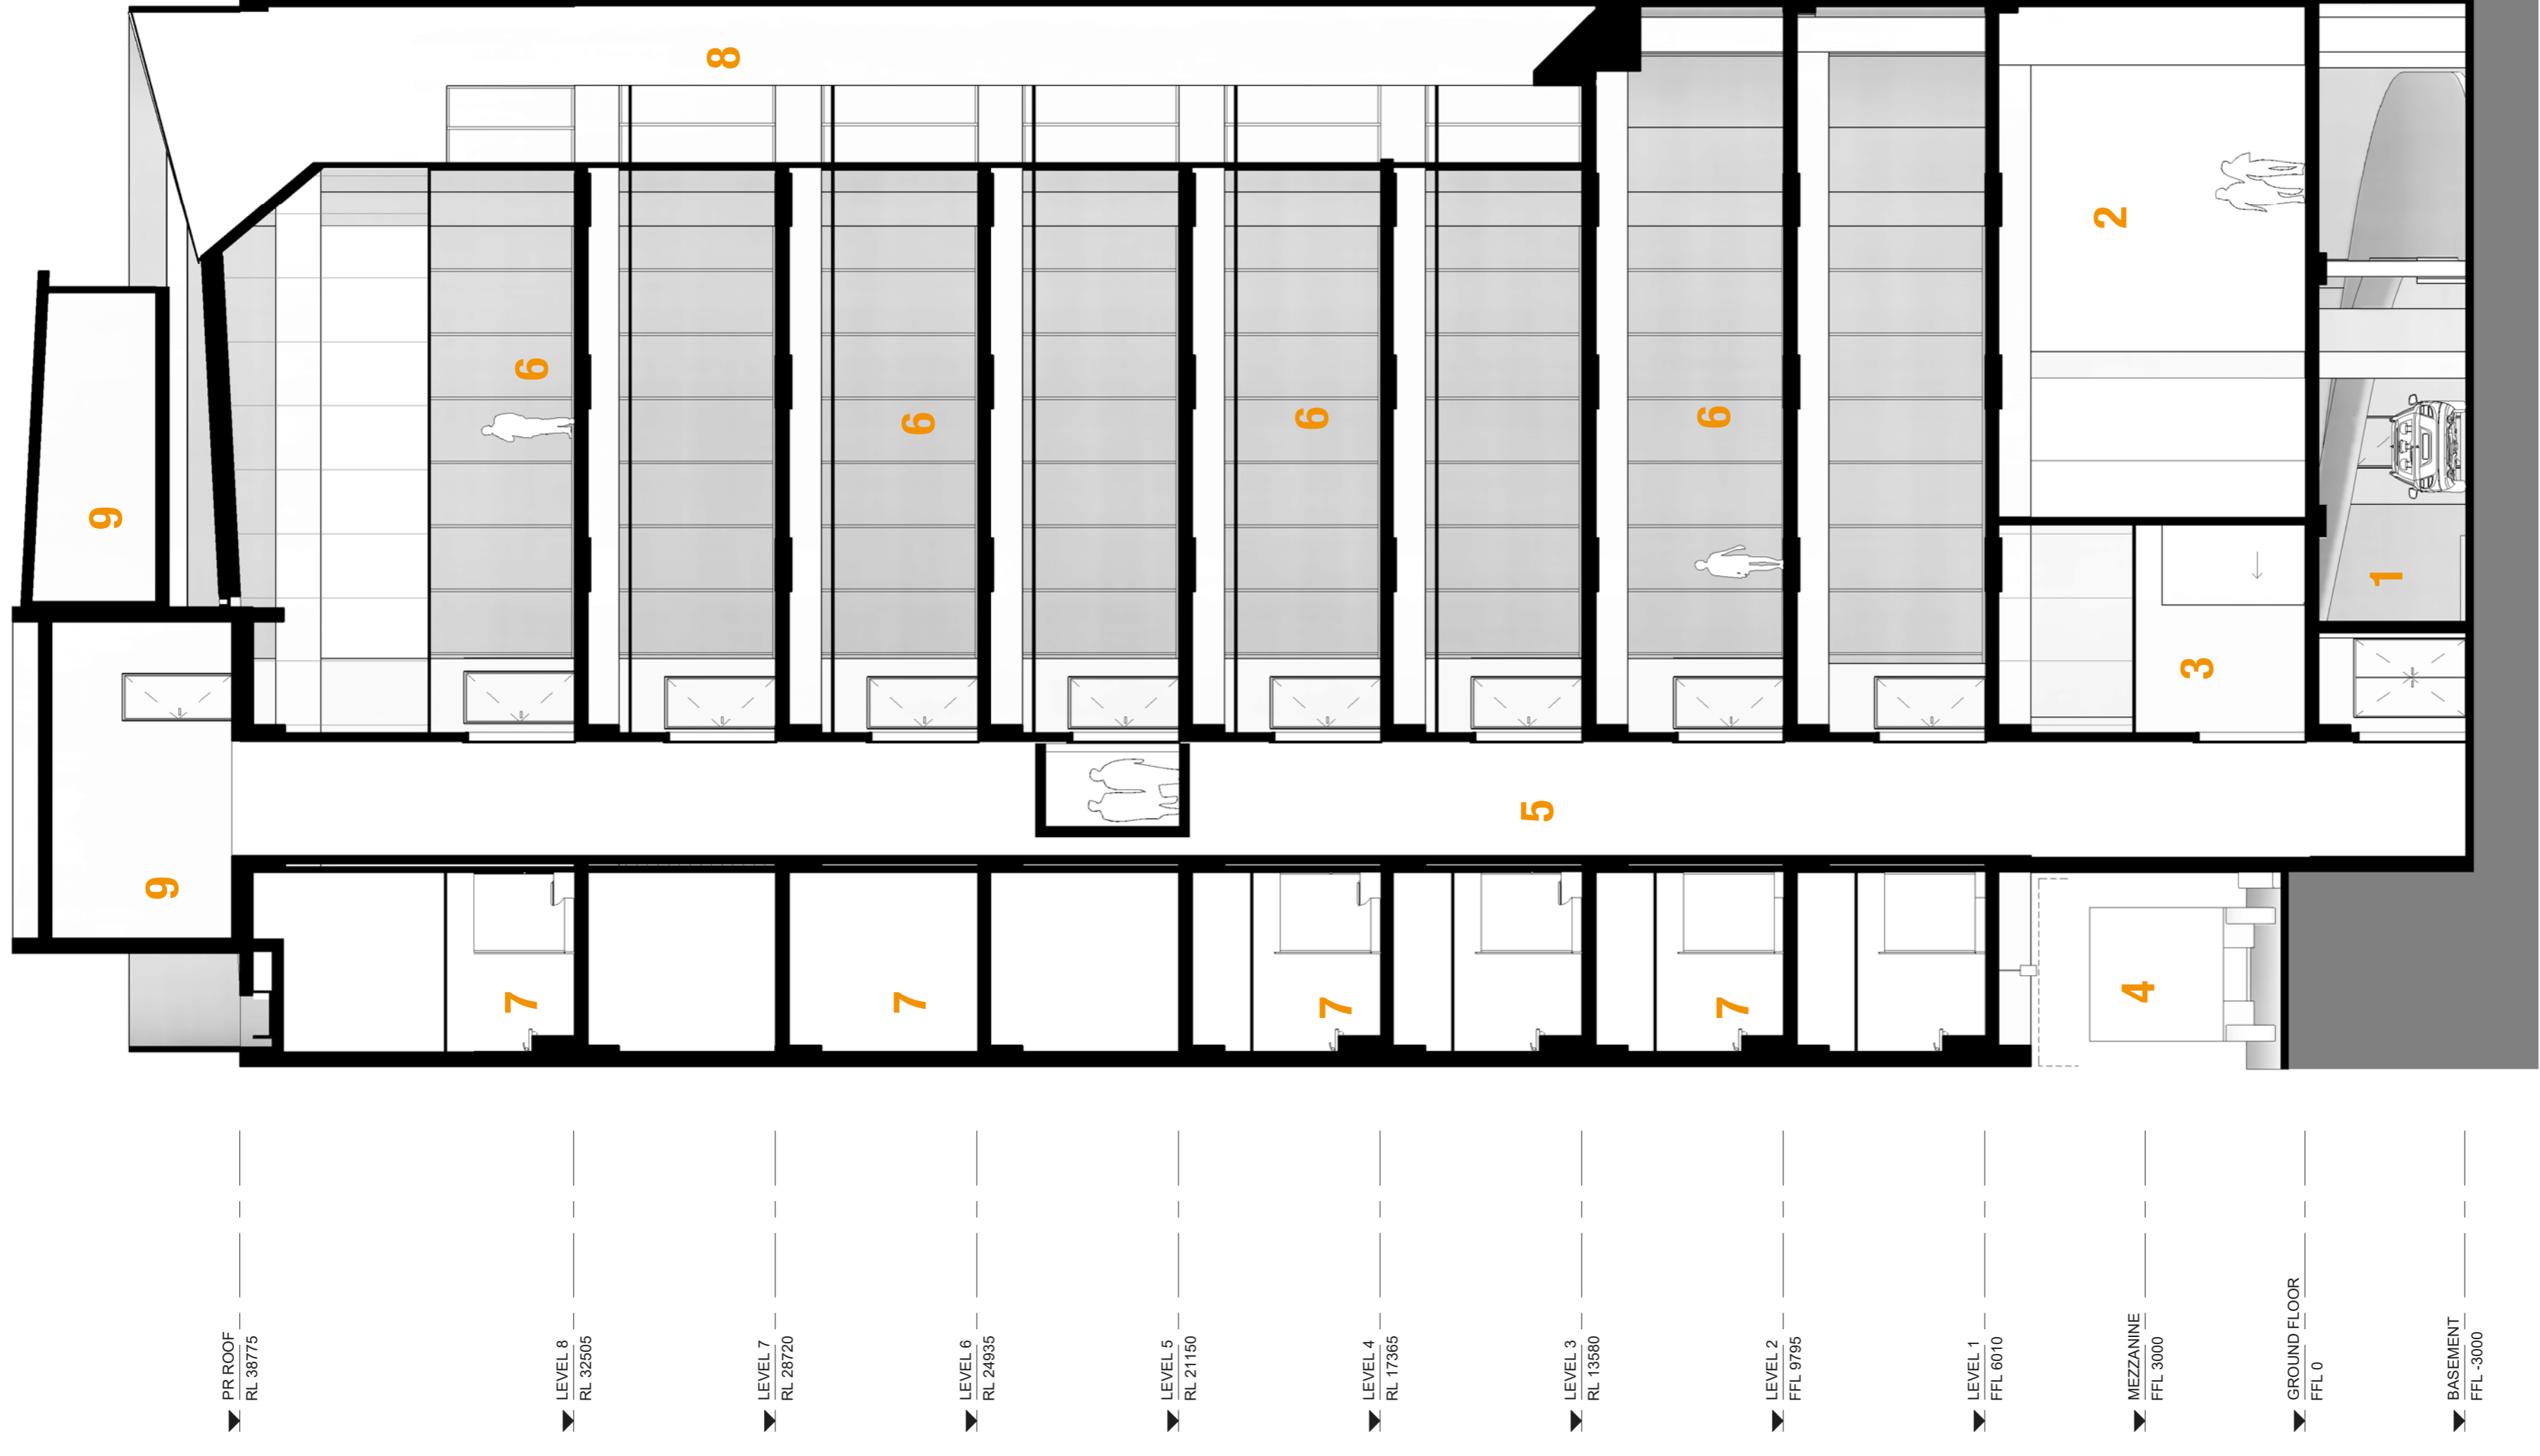 PR ROOF
RL 38775
LEVEL 8
RL 32505
LEVEL 7
RL 28720
LEVEL 6
RL 24935
LEVEL 5
RL 21150
LEVEL 4
RL 17365
LEVEL 3
RL 13580
LEVEL 2
FFL 9795
LEVEL 1
FFL 6010
MEZZANINE
FFL 3000
GROUND FLOOR
FFL 0
BASEMENT
FFL -3000
9
9
7
6
8
7
6
7
6
5
7
6
4
2
3
1